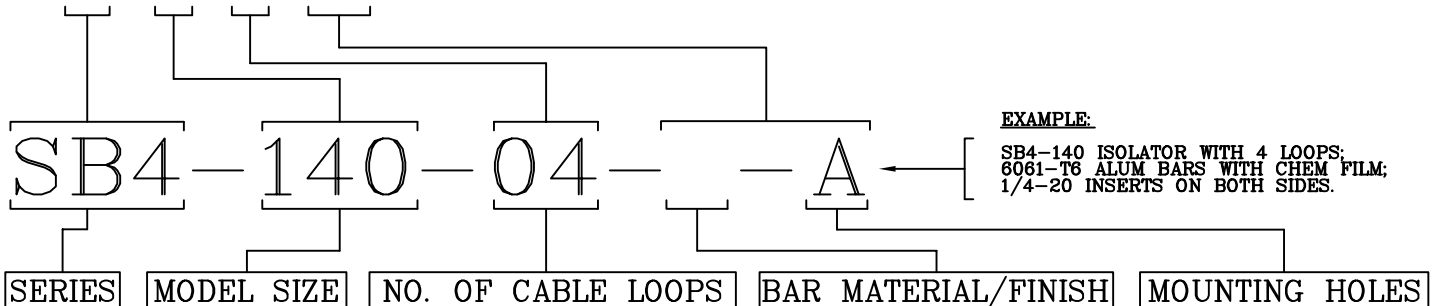 SB4-140-04- -A
EXAMPLE:
SB4-140 ISOLATOR WITH 4 LOOPS;
6061-T6 ALUM BARS WITH CHEM FILM;
1/4-20 INSERTS ON BOTH SIDES.
SERIES MODEL SIZE NO. OF CABLE LOOPS BAR MATERIAL/FINISH MOUNTING HOLES